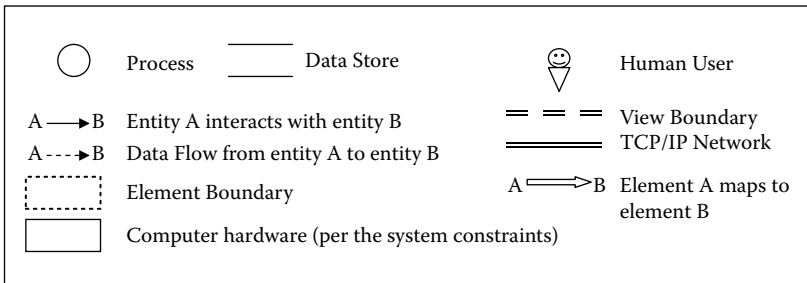 Process
Data Store
Human User
A B Entity A interacts with entity B
A B Data Flow from entity A to entity B
Element Boundary
Computer hardware (per the system constraints)
View Boundary
TCP/IP Network
A B Element A maps to
element B